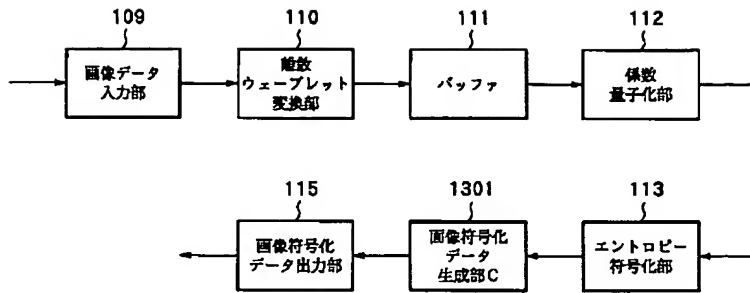 109
画像データ
入力部
110
離散
ウェーブレット
変換部
111
バッファ
112
係数
量子化部
115
画像符号化
データ出力部
1301
画像符号化
データ
生成部C
113
エントロピー
符号化部